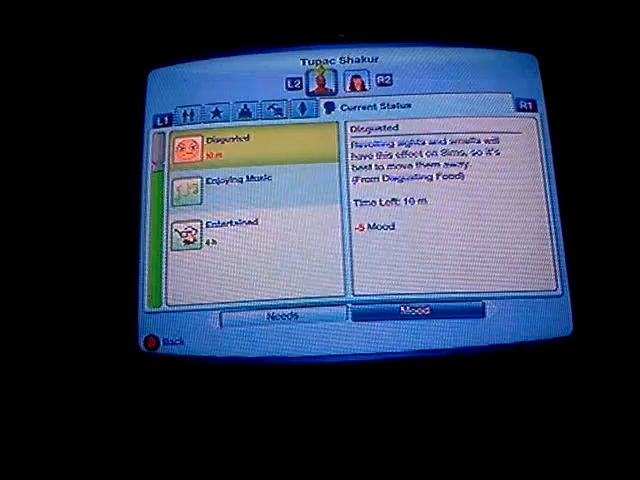 Tupac Shakur
L2 R2
L1 Current Status R1
Disgusted
10 m
Enjoying Music
Entertained
4 h
Disgusted
Revolting sights and smells will
have this effect on Sims, so it's
best to move them away.
(From Disgusting Food)
Time Left: 10 m
-5 Mood
Needs Mood
Back